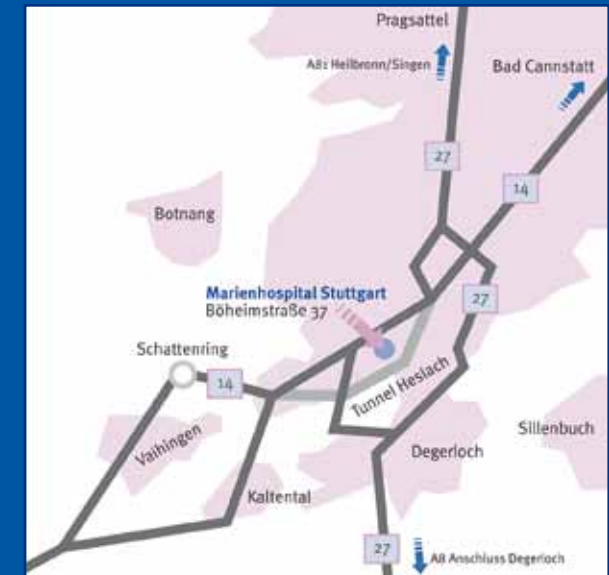 Pragsattel
A81 Heilbronn/Singen
Bad Cannstatt
27
14
Botnang
Marienhospital Stuttgart
Böheimstraße 37
27
Schattenring
14
Tunnel Heslach
Vaihingen
Sillenbuch
Degerloch
Kaltental
27
A8 Anschluss Degerloch